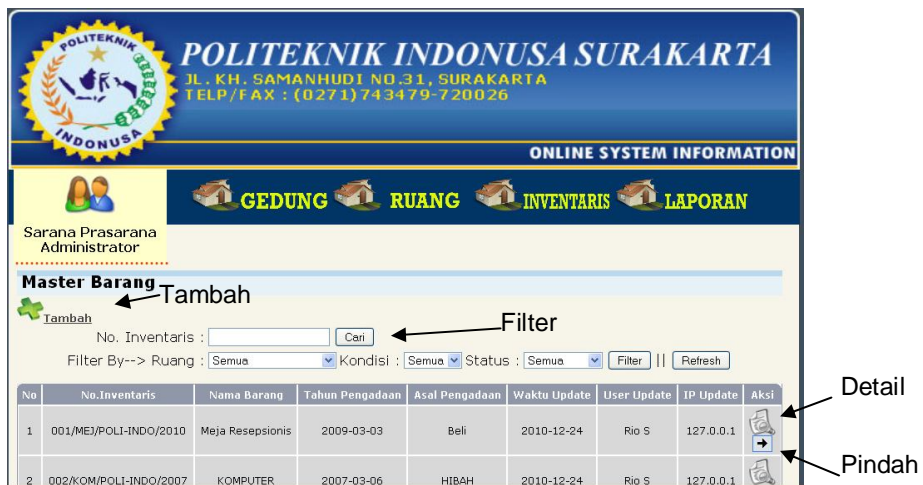 POLITEKNIK
INDONUSA
POLITEKNIK INDONUSA SURAKARTA
JL. KH. SAMANHUDI NO.31, SURAKARTA
TELP/FAX : (0271)743479-720026
ONLINE SYSTEM INFORMATION
GEDUNG RUANG INVENTARIS LAPORAN
Sarana Prasarana
Administrator
Master Barang
Tambah
Tambah
Filter
No. Inventaris : Cari
Filter By--> Ruang : Semua Kondisi : Semua Status : Semua Filter || Refresh
No No.Inventaris Nama Barang Tahun Pengadaan Asal Pengadaan Waktu Update User Update IP Update Aksi
Detail
1 001/MEJ/POLI-INDO/2010 Meja Resepsionis 2009-03-03 Beli 2010-12-24 Rio S 127.0.0.1
Pindah
2 002/KOM/POLI-INDO/2007 KOMPUTER 2007-03-06 HIBAH 2010-12-24 Rio S 127.0.0.1